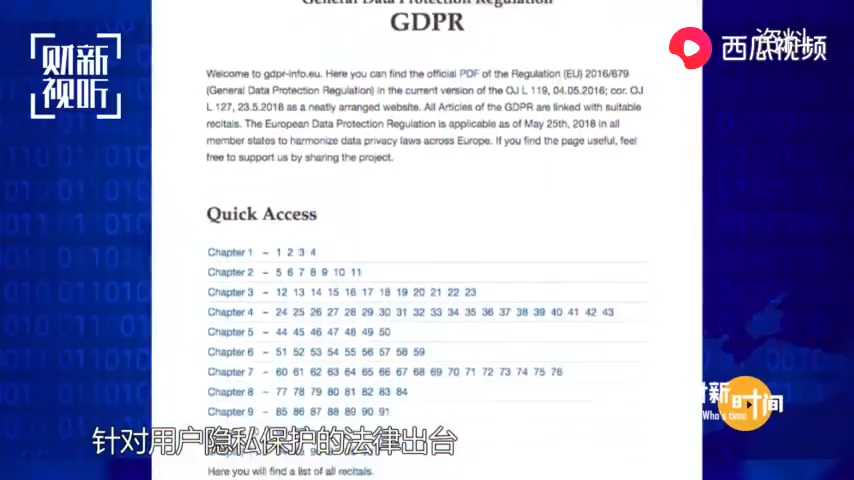 General Data Protection Regulation
GDPR
财新
视听
西瓜视频
资料
Welcome to gdpr-info.eu. Here you can find the official PDF of the Regulation (EU) 2016/679
(General Data Protection Regulation) in the current version of the OJ L 119, 04.05.2016; cor. OJ
L 127, 23.5.2018 as a neatly arranged website. All Articles of the GDPR are linked with suitable
recitals. The European Data Protection Regulation is applicable as of May 25th, 2018 in all
member states to harmonize data privacy laws across Europe. If you find the page useful, feel
free to support us by sharing the project.
Quick Access
Chapter 1 – 1 2 3 4
Chapter 2 – 5 6 7 8 9 10 11
Chapter 3 – 12 13 14 15 16 17 18 19 20 21 22 23
Chapter 4 – 24 25 26 27 28 29 30 31 32 33 34 35 36 37 38 39 40 41 42 43
Chapter 5 – 44 45 46 47 48 49 50
Chapter 6 – 51 52 53 54 55 56 57 58 59
Chapter 7 – 60 61 62 63 64 65 66 67 68 69 70 71 72 73 74 75 76
Chapter 8 – 77 78 79 80 81 82 83 84
Chapter 9 – 85 86 87 88 89 90 91
财新时间
Who's time
针对用户隐私保护的法律出台
Here you will find a list of all recitals.